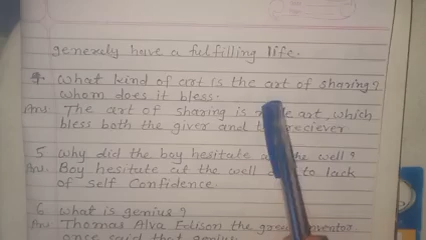 generely have a fulfilling life.
4. What kind of art is the art of sharing?
whom does it bless.
Ans The art of sharing is art, which
bless both the giver and reciever
5. why did the boy hesitate the well?
Ans. Boy hesitate at the well to lack
of self Confidence.
6. what is genius?
An Thomas Alva Edison the great inventor
once said that genius